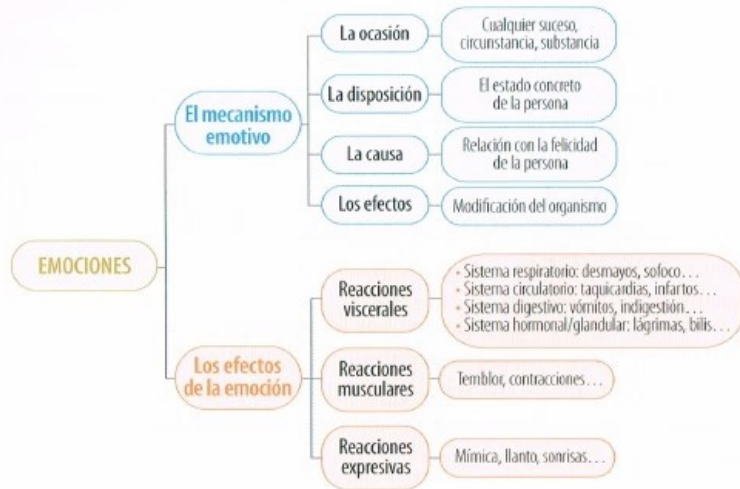 EMOCIONES
El mecanismo
emotivo
La ocasión
Cualquier suceso,
circunstancia, substancia
La disposición
El estado concreto
de la persona
La causa
Relación con la felicidad
de la persona
Los efectos
Modificación del organismo
Los efectos
de la emoción
Reacciones
viscerales
• Sistema respiratorio: desmayos, sofoco…
• Sistema circulatorio: taquicardias, infartos…
• Sistema digestivo: vómitos, indigestión…
• Sistema hormonal/glandular: lágrimas, bilis…
Reacciones
musculares
Temblor, contracciones…
Reacciones
expresivas
Mímica, llanto, sonrisas…